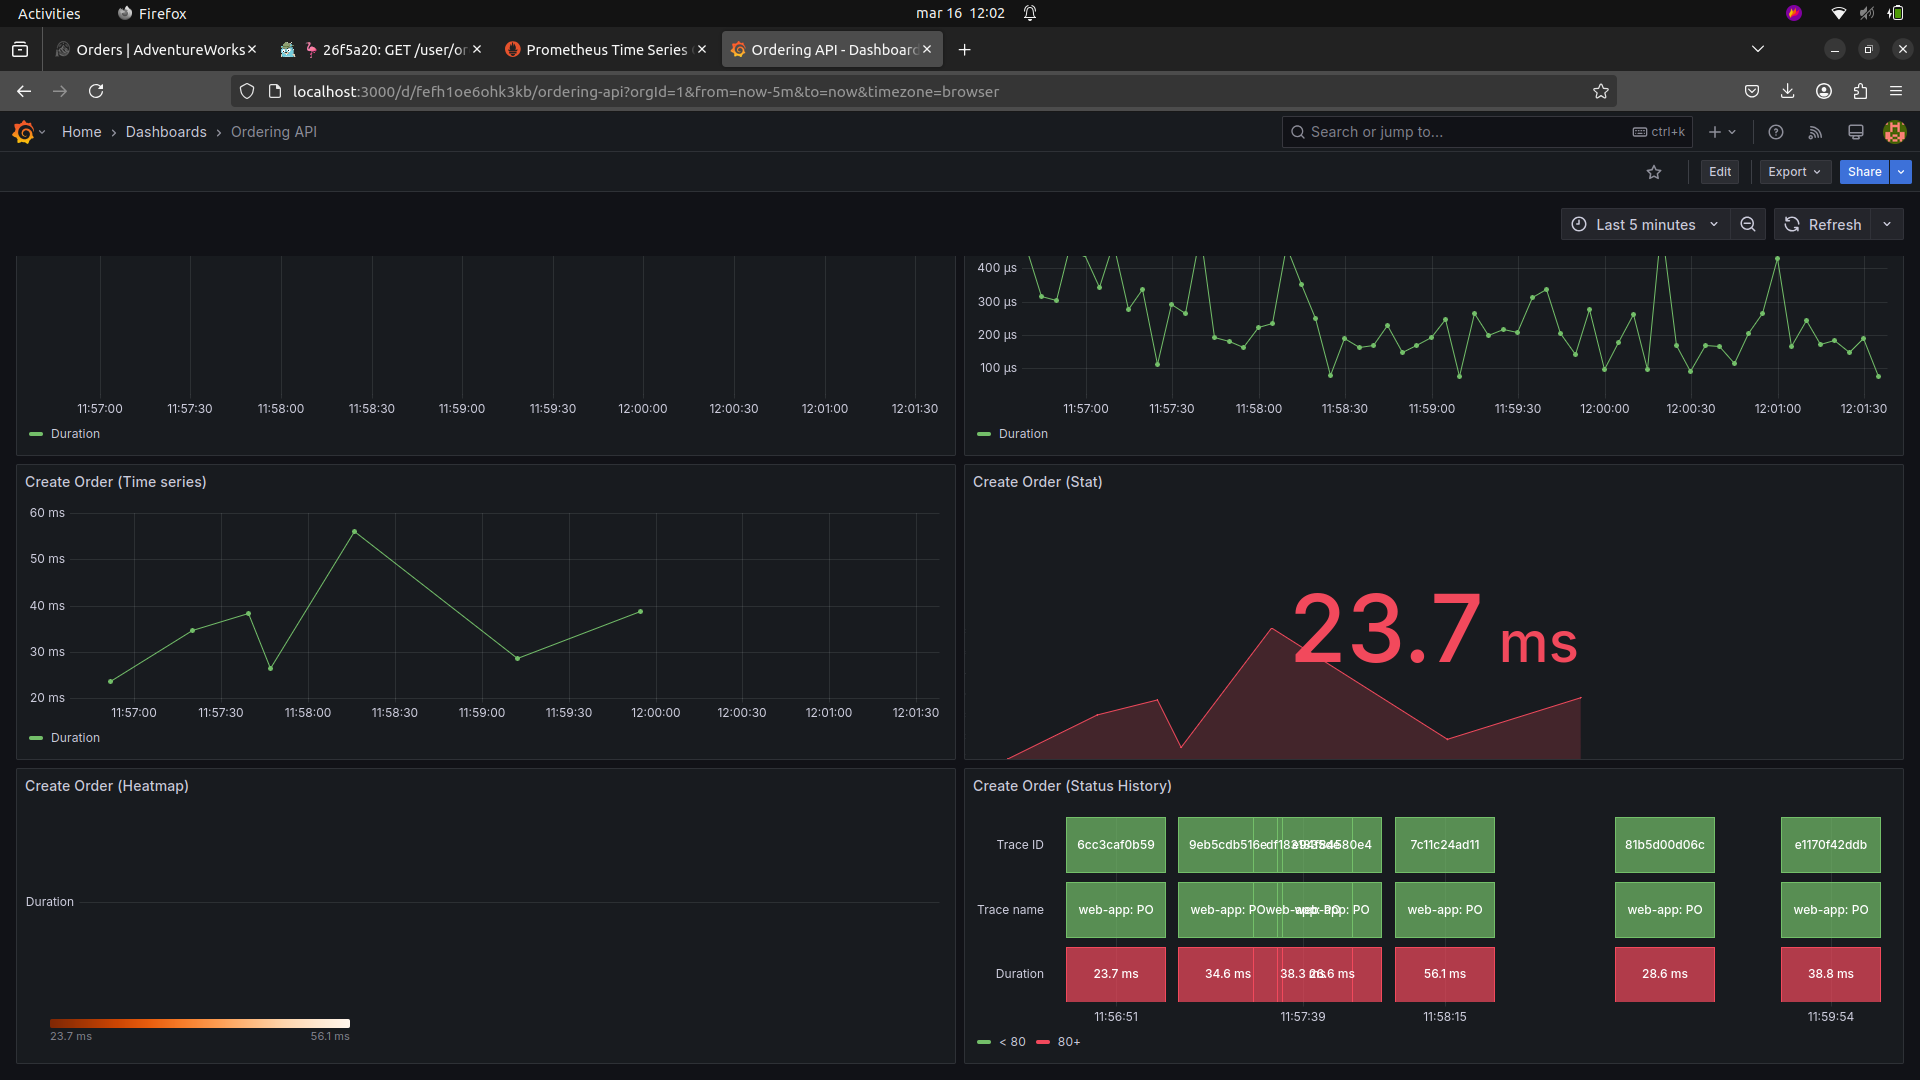 Activities
Firefox
mar 16 12:02
Orders | AdventureWorks
26f5a20: GET /user/or
Prometheus Time Series
Ordering API - Dashboard
localhost:3000/d/fefh1oe6ohk3kb/ordering-api?orgId=1&from=now-5m&to=now&timezone=browser
Home › Dashboards › Ordering API
Search or jump to...
ctrl+k
Edit
Export
Share
Last 5 minutes
Refresh
11:57:00 11:57:30 11:58:00 11:58:30 11:59:00 11:59:30 12:00:00 12:00:30 12:01:00 12:01:30
Duration
400 µs
300 µs
200 µs
100 µs
11:57:00 11:57:30 11:58:00 11:58:30 11:59:00 11:59:30 12:00:00 12:00:30 12:01:00 12:01:30
Duration
Create Order (Time series)
60 ms
50 ms
40 ms
30 ms
20 ms
11:57:00 11:57:30 11:58:00 11:58:30 11:59:00 11:59:30 12:00:00 12:00:30 12:01:00 12:01:30
Duration
Create Order (Stat)
23.7 ms
Create Order (Heatmap)
Duration
23.7 ms 56.1 ms
Create Order (Status History)
Trace ID 6cc3caf0b59 9eb5cdb516e 7c11c24ad11 81b5d00d06c e1170f42ddb
Trace name web-app: PO web-app: PO web-app: PO web-app: PO web-app: PO web-app: PO web-app: PO
Duration 23.7 ms 34.6 ms 38.3 ms 26.6 ms 56.1 ms 28.6 ms 38.8 ms
11:56:51 11:57:39 11:58:15 11:59:54
< 80 80+